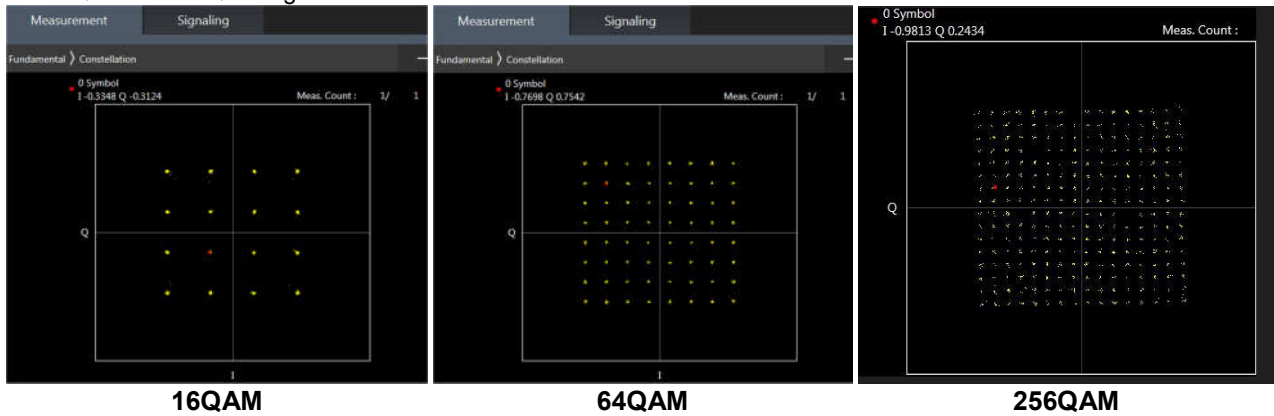 Measurement Signaling
Fundamental 〉 Constellation
0 Symbol
I -0.3348 Q -0.3124 Meas. Count : 1/ 1
Q
I
16QAM
Measurement Signaling
Fundamental 〉 Constellation
0 Symbol
I -0.7698 Q 0.7542 Meas. Count : 1/ 1
Q
I
64QAM
0 Symbol
I -0.9813 Q 0.2434 Meas. Count :
Q
256QAM